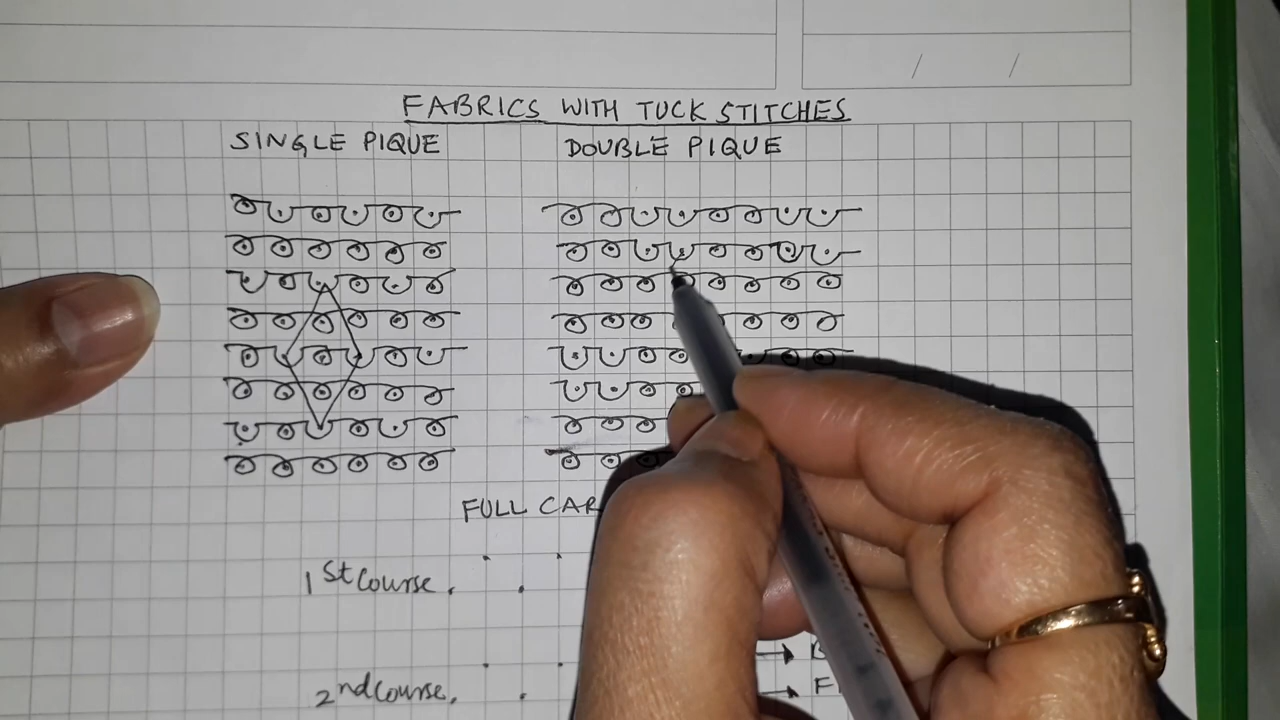 FABRICS WITH TUCK STITCHES
SINGLE PIQUE
DOUBLE PIQUE
FULL CAR
1st Course.
2nd Course.